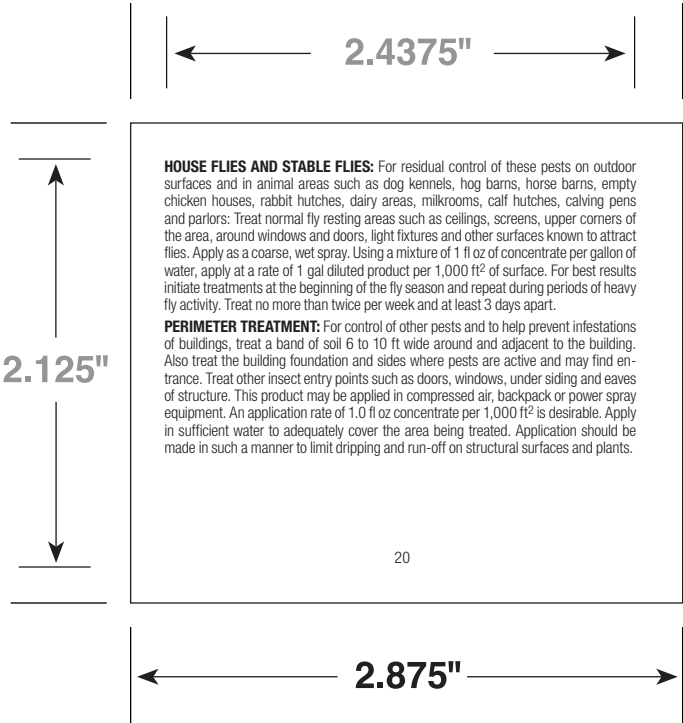 2.4375"
HOUSE FLIES AND STABLE FLIES: For residual control of these pests on outdoor
surfaces and in animal areas such as dog kennels, hog barns, horse barns, empty
chicken houses, rabbit hutches, dairy areas, milkrooms, calf hutches, calving pens
and parlors: Treat normal fly resting areas such as ceilings, screens, upper corners of
the area, around windows and doors, light fixtures and other surfaces known to attract
flies. Apply as a coarse, wet spray. Using a mixture of 1 fl oz of concentrate per gallon of
water, apply at a rate of 1 gal diluted product per 1,000 ft² of surface. For best results
initiate treatments at the beginning of the fly season and repeat during periods of heavy
fly activity. Treat no more than twice per week and at least 3 days apart.
PERIMETER TREATMENT: For control of other pests and to help prevent infestations
of buildings, treat a band of soil 6 to 10 ft wide around and adjacent to the building.
Also treat the building foundation and sides where pests are active and may find en-
trance. Treat other insect entry points such as doors, windows, under siding and eaves
of structure. This product may be applied in compressed air, backpack or power spray
equipment. An application rate of 1.0 fl oz concentrate per 1,000 ft² is desirable. Apply
in sufficient water to adequately cover the area being treated. Application should be
made in such a manner to limit dripping and run-off on structural surfaces and plants.
2.125"
20
2.875"